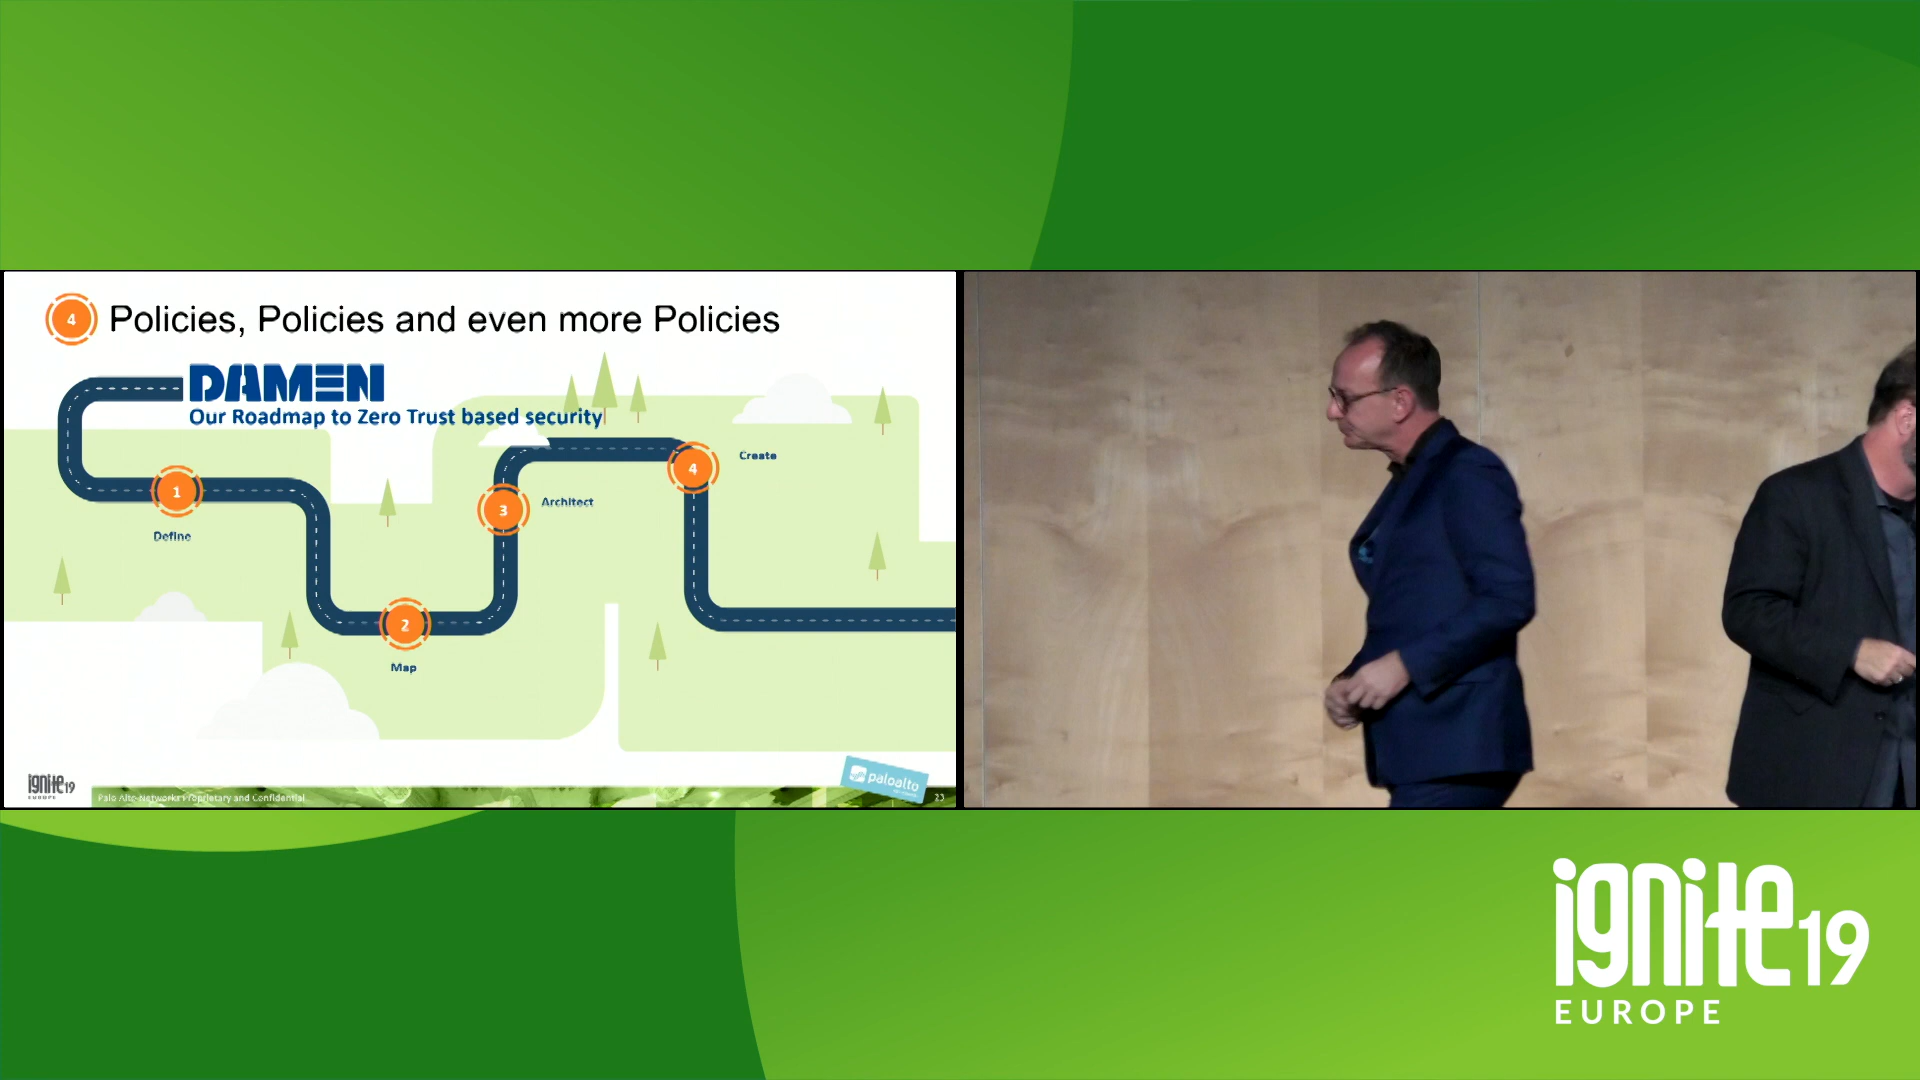 4 Policies, Policies and even more Policies
DAMEN
Our Roadmap to Zero Trust based security
4
Create
1
3
Architect
Define
2
Map
ignite19
EUROPE
Palo Alto Networks Proprietary and Confidential
paloalto
23
ignite19
EUROPE